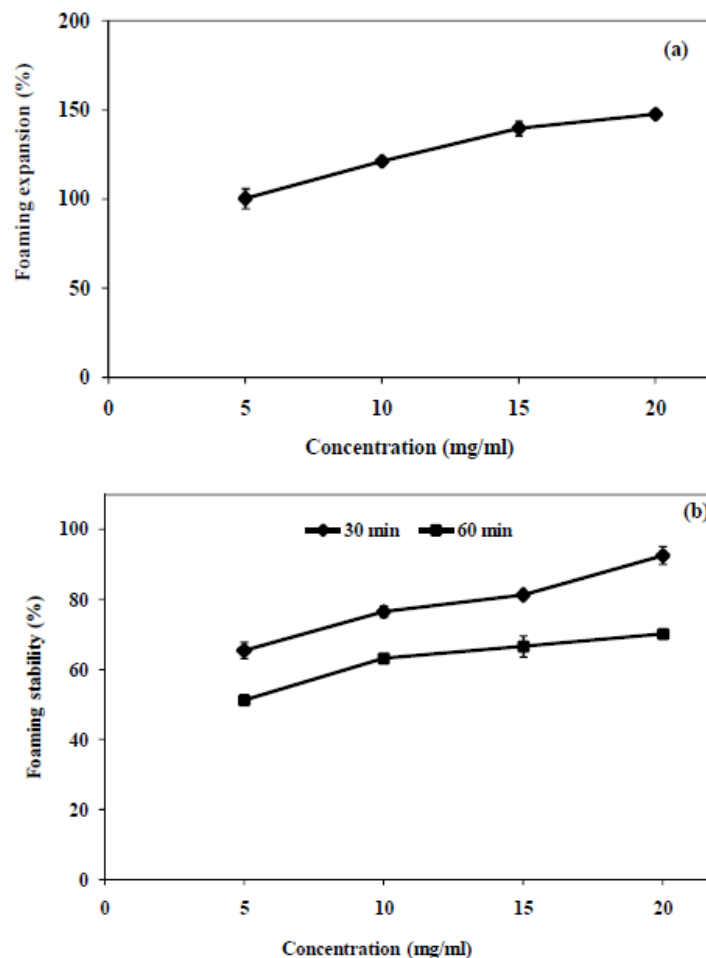 200
(a)
150
100
50
0
Foaming expansion (%)
0 5 10 15 20
Concentration (mg/ml)
(b)
30 min 60 min
100
80
60
40
20
0
Foaming stability (%)
0 5 10 15 20
Concentration (mg/ml)